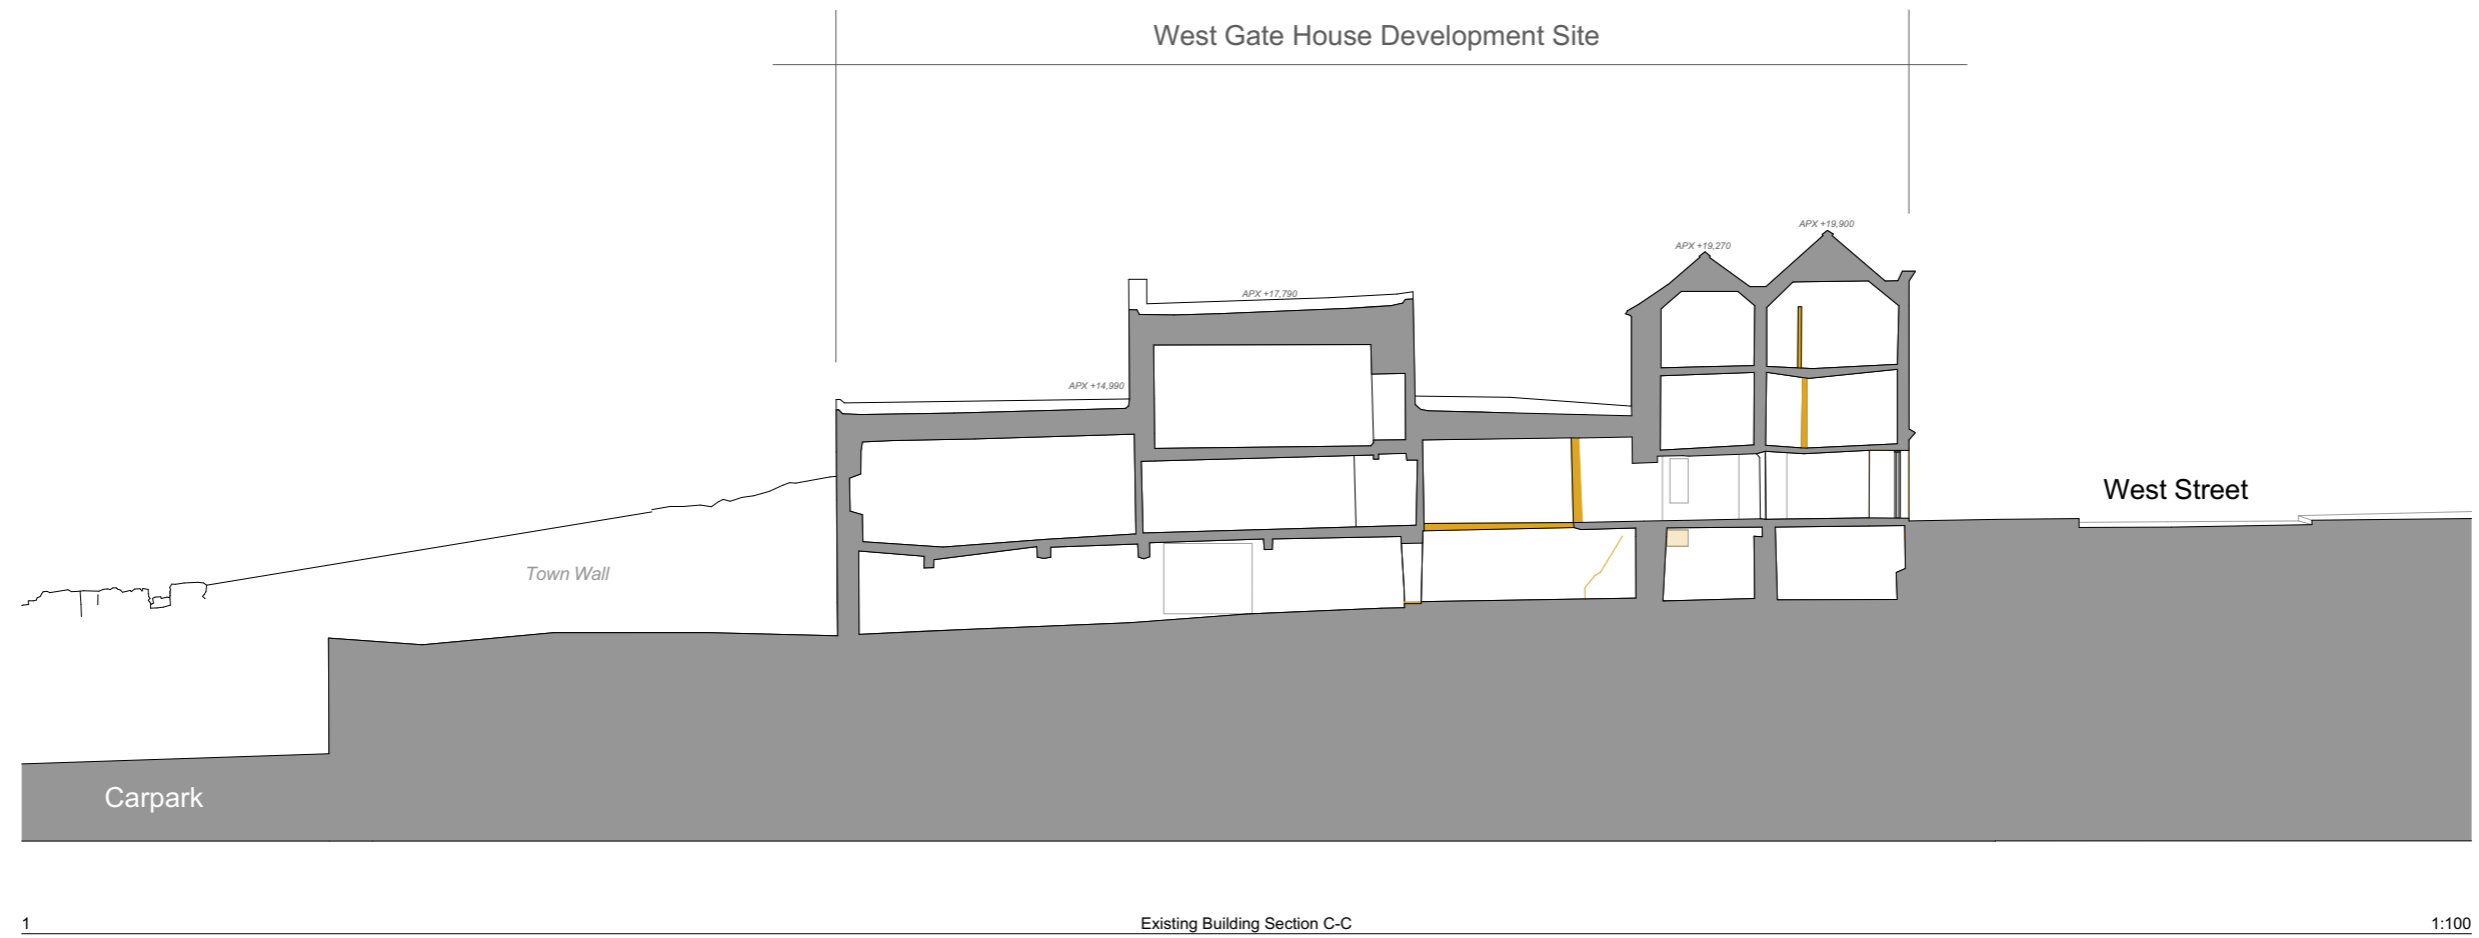 West Gate House Development Site
APX +19,900
APX +19,270
APX +17,790
APX +14,990
West Street
Town Wall
Carpark
1
Existing Building Section C-C
1:100